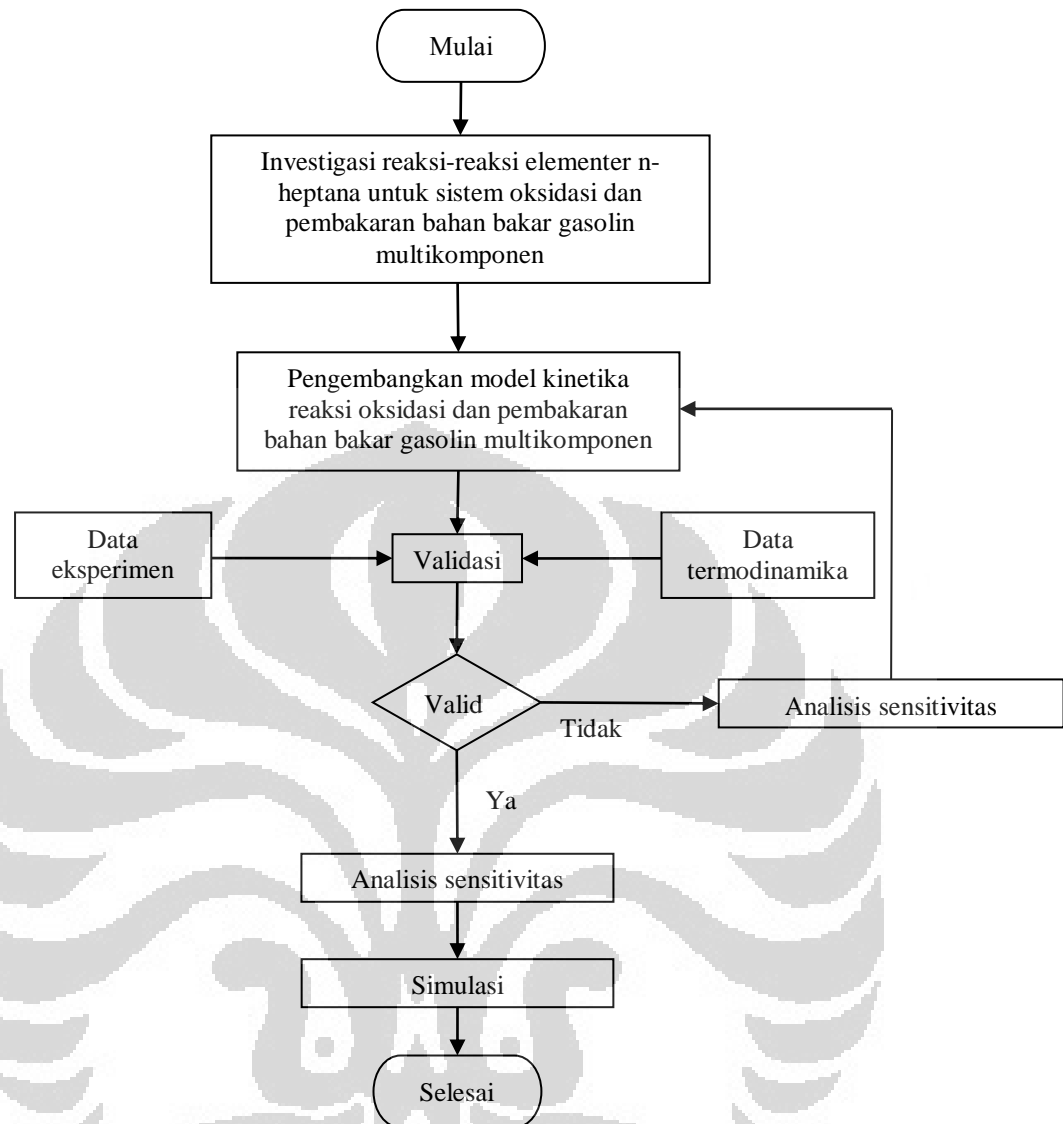 Mulai
Investigasi reaksi-reaksi elementer n-
heptana untuk sistem oksidasi dan
pembakaran bahan bakar gasolin
multikomponen
Pengembangkan model kinetika
reaksi oksidasi dan pembakaran
bahan bakar gasolin multikomponen
Data
eksperimen
Validasi
Data
termodinamika
Valid
Tidak
Analisis sensitivitas
Ya
Analisis sensitivitas
Simulasi
Selesai